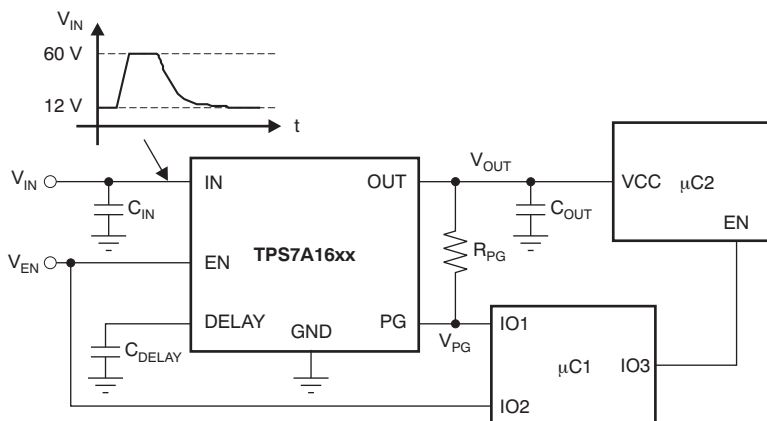 V_IN
60 V
12 V
t
V_IN
IN
OUT
V_OUT
VCC
μC2
EN
C_IN
C_OUT
R_PG
TPS7A16xx
V_EN
EN
DELAY
GND
PG
V_PG
C_DELAY
IO1
μC1
IO3
IO2